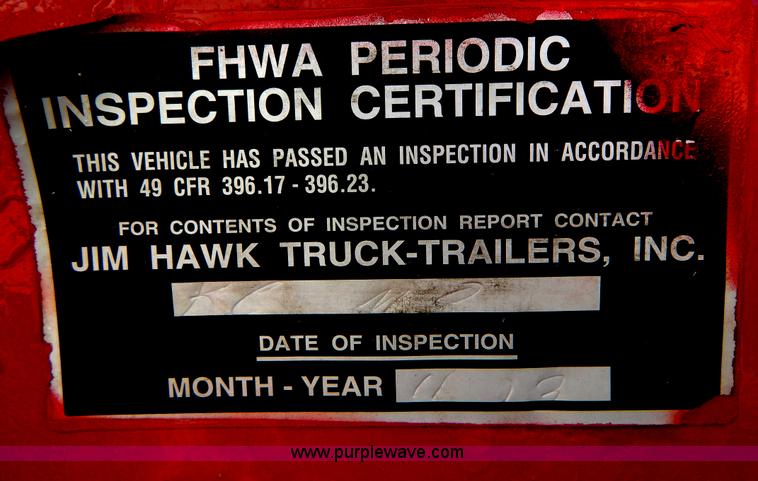 FHWA PERIODIC
INSPECTION CERTIFICATION
THIS VEHICLE HAS PASSED AN INSPECTION IN ACCORDANCE
WITH 49 CFR 396.17 - 396.23.
FOR CONTENTS OF INSPECTION REPORT CONTACT
JIM HAWK TRUCK-TRAILERS, INC.
DATE OF INSPECTION
MONTH - YEAR
www.purplewave.com